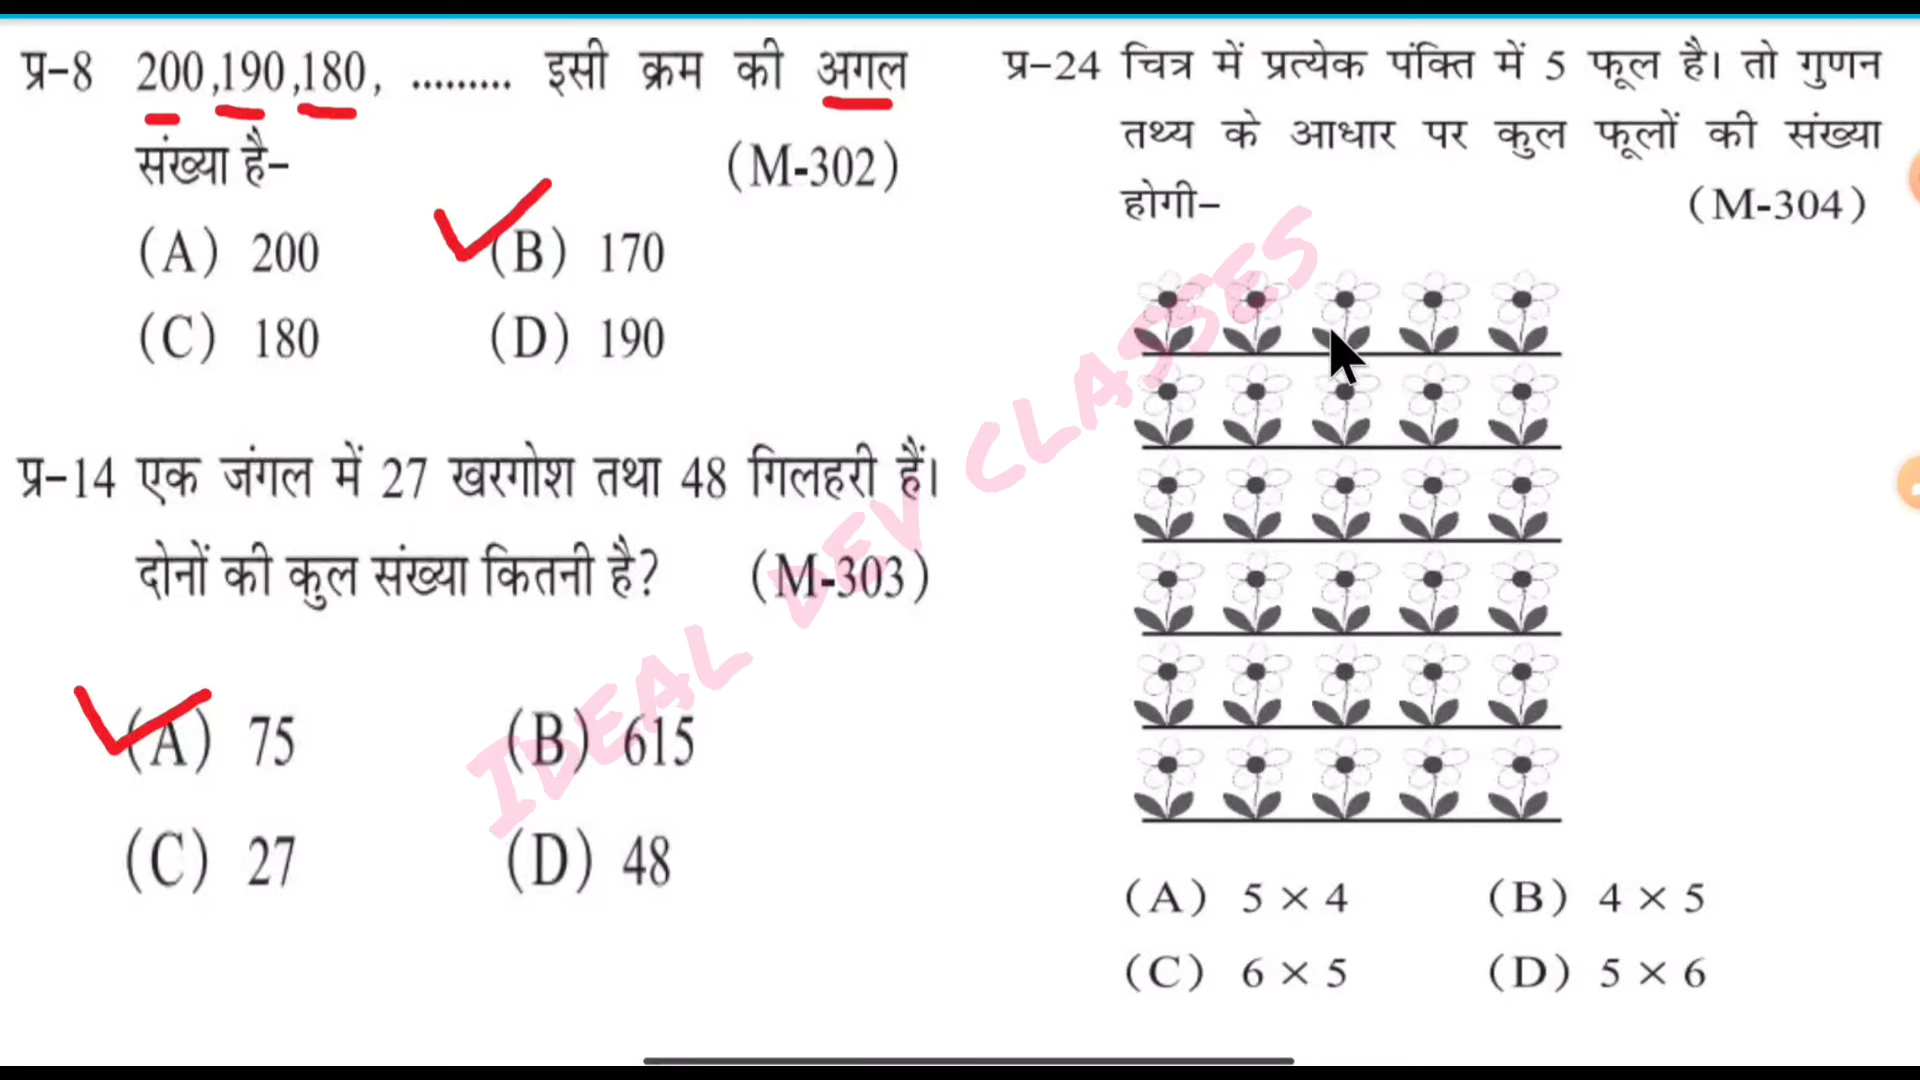 प्र-8 200,190,180, ......... इसी क्रम की अगल
संख्या है-
(M-302)
(A) 200
(B) 170
(C) 180
(D) 190
प्र-14 एक जंगल में 27 खरगोश तथा 48 गिलहरी हैं।
दोनों की कुल संख्या कितनी है? (M-303)
(A) 75
(B) 615
(C) 27
(D) 48
प्र-24 चित्र में प्रत्येक पंक्ति में 5 फूल है। तो गुणन
तथ्य के आधार पर कुल फूलों की संख्या
होगी-
(M-304)
(A) 5 × 4
(B) 4 × 5
(C) 6 × 5
(D) 5 × 6
IDEAL DEV CLASSES